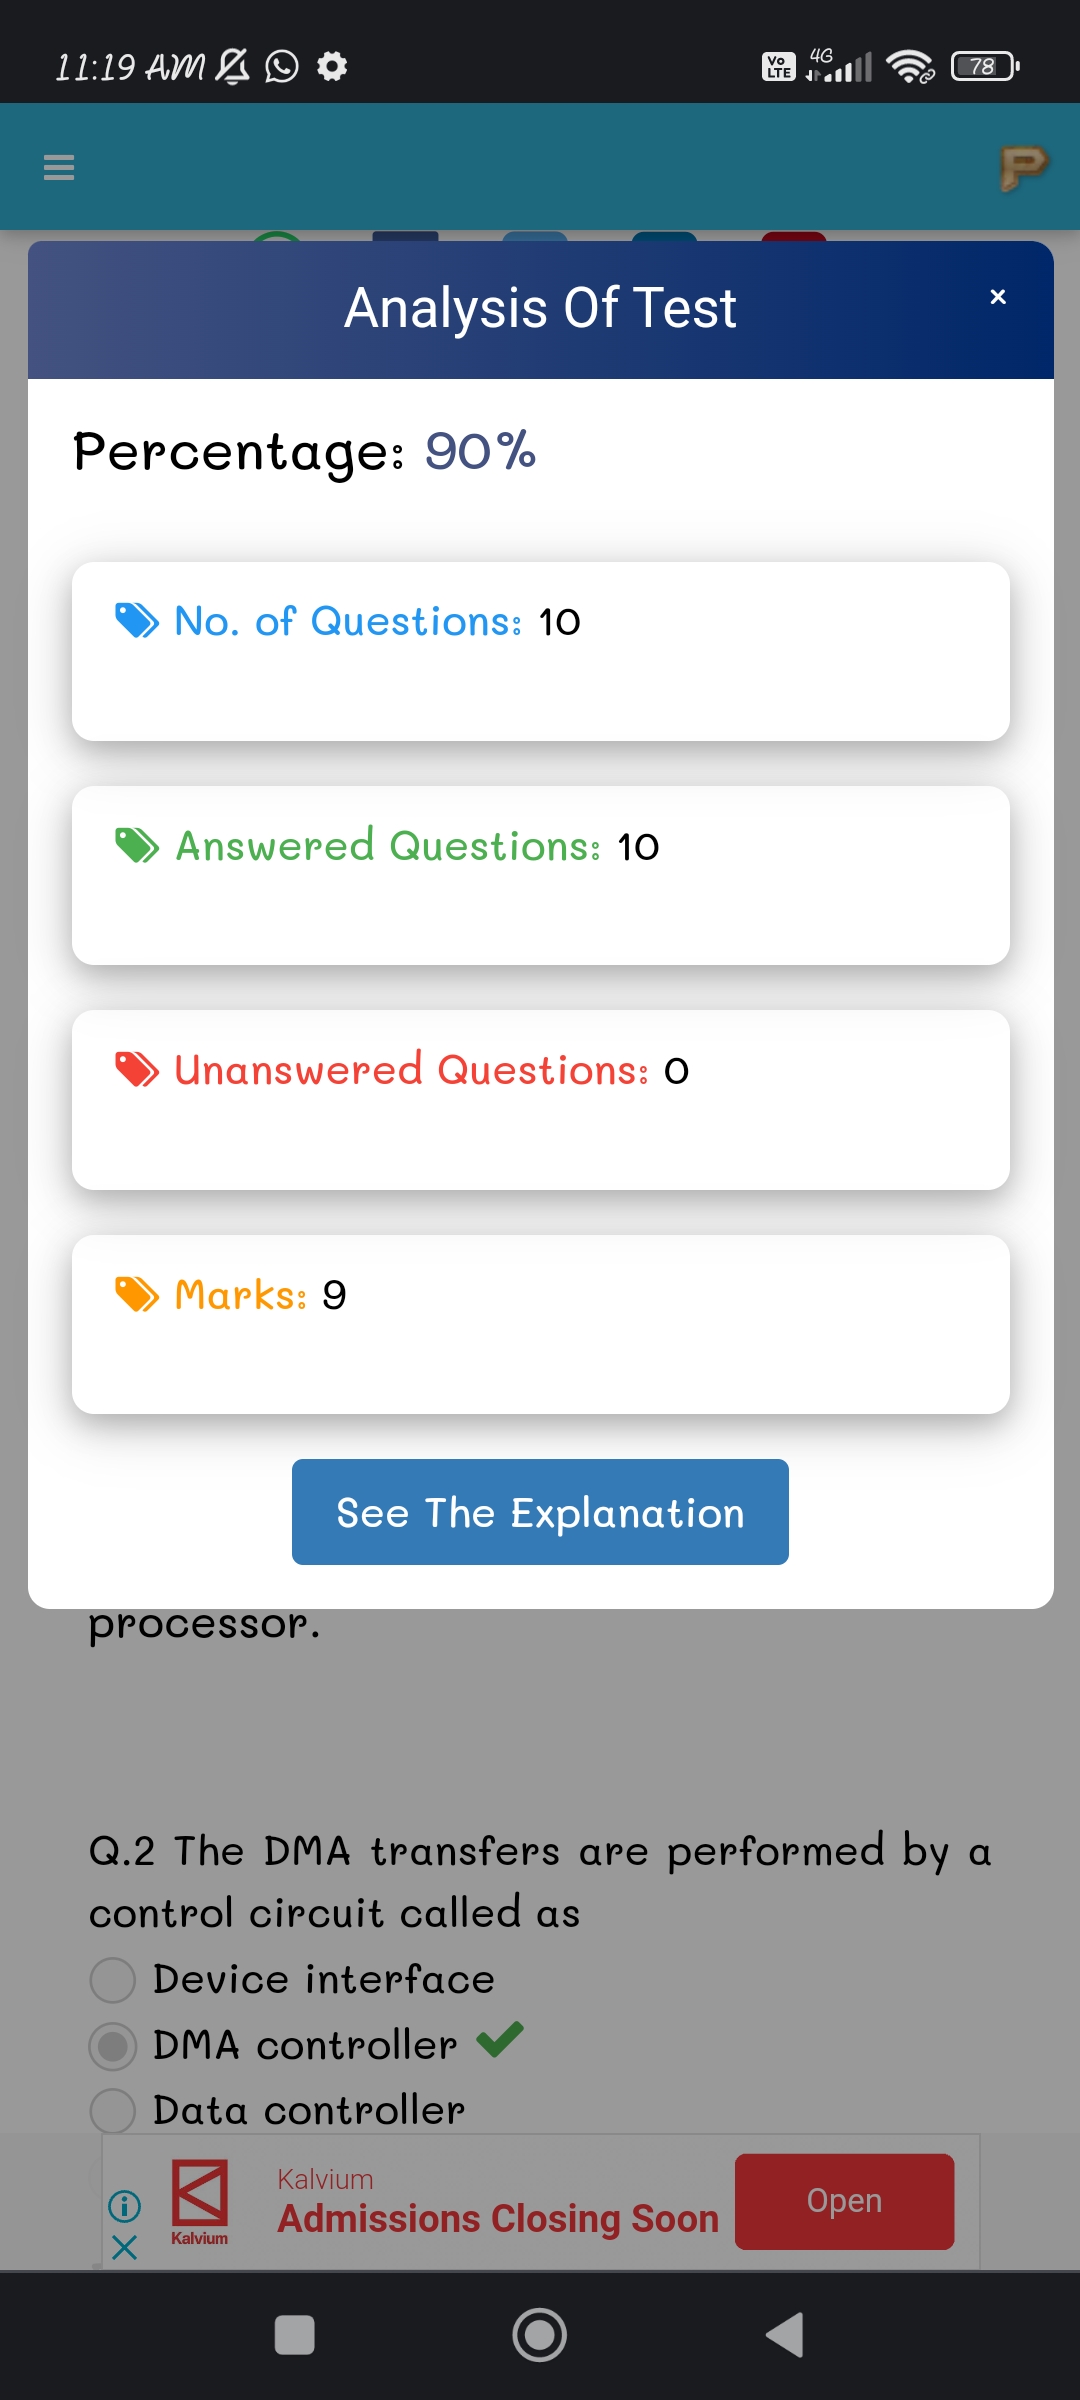 11:19 AM
Vo LTE 4G 78
Analysis Of Test ×
Percentage: 90%
No. of Questions: 10
Answered Questions: 10
Unanswered Questions: 0
Marks: 9
See The Explanation
processor.
Q.2 The DMA transfers are performed by a
control circuit called as
Device interface
DMA controller
Data controller
Kalvium
Kalvium
Admissions Closing Soon
Open